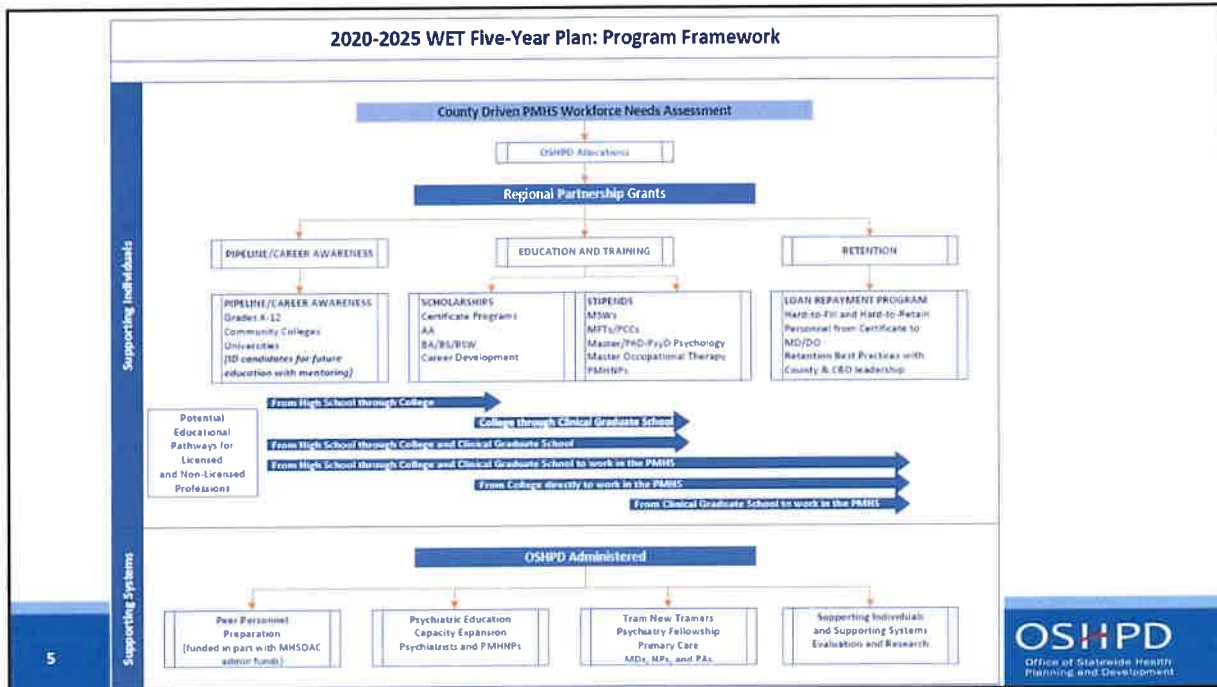 2020-2025 WET Five-Year Plan: Program Framework
Supporting Individuals
County Driven PMHS Workforce Needs Assessment
OSHPD Allocations
Regional Partnership Grants
PIPELINE/CAREER AWARENESS
EDUCATION AND TRAINING
RETENTION
PIPELINE/CAREER AWARENESS
Grades K-12
Community Colleges
Universities
(ID candidates for future
education with mentoring)
SCHOLARSHIPS
Certificate Programs
AA
BA/BS/BSW
Career Development
STIPENDS
MSWs
MFTs/PCCs
Master/PhD-PsyD Psychology
Master Occupational Therapy
PMHNPs
LOAN REPAYMENT PROGRAM
Hard-to-Fill and Hard-to-Retain
Personnel from Certificate to
MD/DO
Retention Best Practices with
County & CBO leadership
Potential
Educational
Pathways for
Licensed
and Non-Licensed
Professions
From High School through College
College through Clinical Graduate School
From High School through College and Clinical Graduate School
From High School through College and Clinical Graduate School to work in the PMHS
From College directly to work in the PMHS
From Clinical Graduate School to work in the PMHS
Supporting Systems
OSHPD Administered
Peer Personnel
Preparation
(funded in part with MHSOAC
admin funds)
Psychiatric Education
Capacity Expansion
Psychiatrists and PMHNPs
Train New Trainers
Psychiatry Fellowship
Primary Care
MDs, NPs, and PAs
Supporting Individuals
and Supporting Systems
Evaluation and Research
5
OSHPD
Office of Statewide Health
Planning and Development